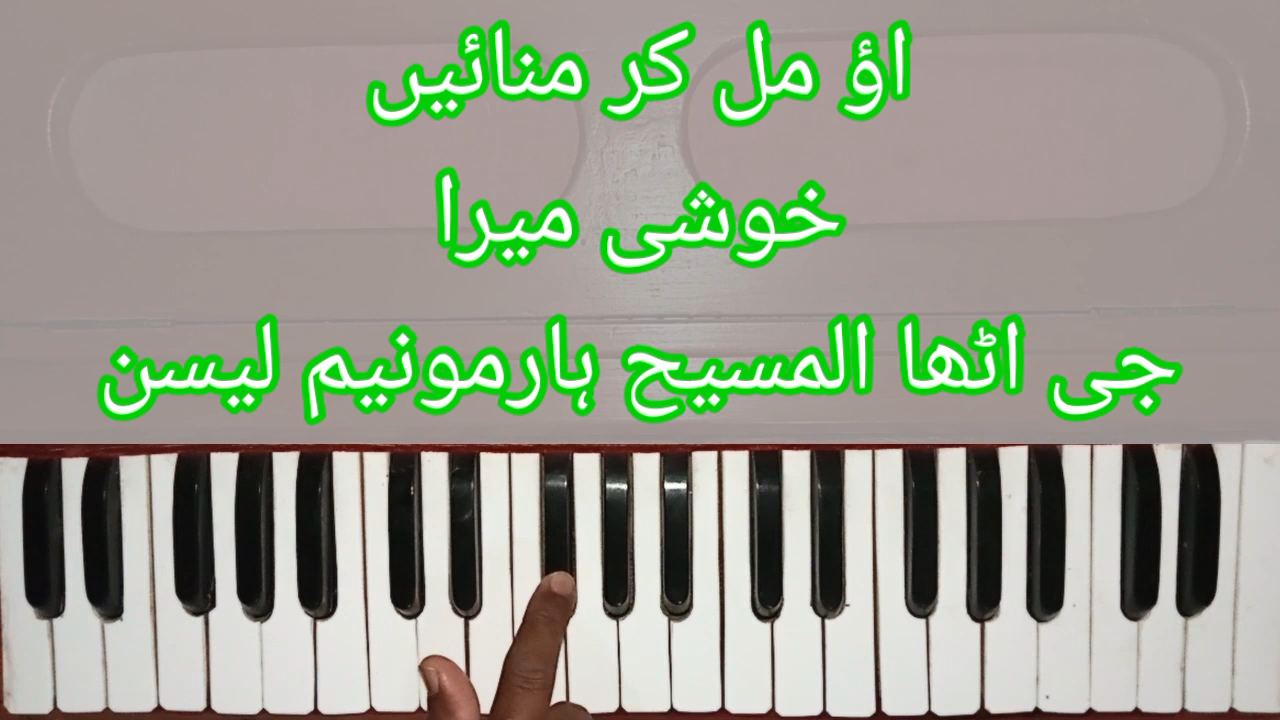 اؤ مل کر منائیں
خوشی میرا
جی اٹھا المسیح ہارمونیم لیسن